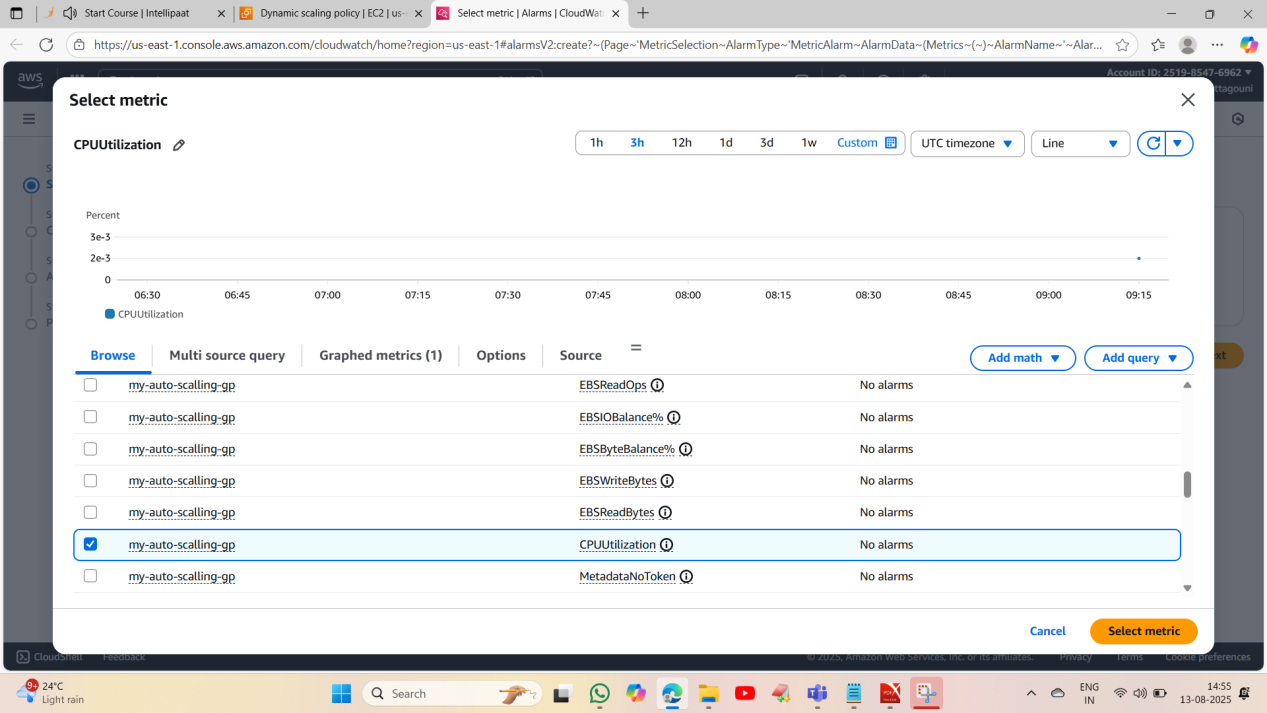 Start Course | Intellipaat
Dynamic scaling policy | EC2 | us-
Select metric | Alarms | CloudWat
https://us-east-1.console.aws.amazon.com/cloudwatch/home?region=us-east-1#alarmsV2:create?~(Page~'MetricSelection~AlarmType~'MetricAlarm~AlarmData~(Metrics~(~)~AlarmName~'~Alar...
aws
Account ID: 2519-8547-6962
ttagouni
Select metric
CPUUtilization
1h 3h 12h 1d 3d 1w Custom UTC timezone Line
Percent
3e-3
2e-3
0
06:30 06:45 07:00 07:15 07:30 07:45 08:00 08:15 08:30 08:45 09:00 09:15
CPUUtilization
Browse Multi source query Graphed metrics (1) Options Source = Add math Add query
my-auto-scalling-gp EBSReadOps No alarms
my-auto-scalling-gp EBSIOBalance% No alarms
my-auto-scalling-gp EBSByteBalance% No alarms
my-auto-scalling-gp EBSWriteBytes No alarms
my-auto-scalling-gp EBSReadBytes No alarms
my-auto-scalling-gp CPUUtilization No alarms
my-auto-scalling-gp MetadataNoToken No alarms
Cancel Select metric
CloudShell Feedback © 2025, Amazon Web Services, Inc. or its affiliates. Privacy Terms Cookie preferences
9+ 24°C
Light rain
Search
ENG
IN
14:55
13-08-2025